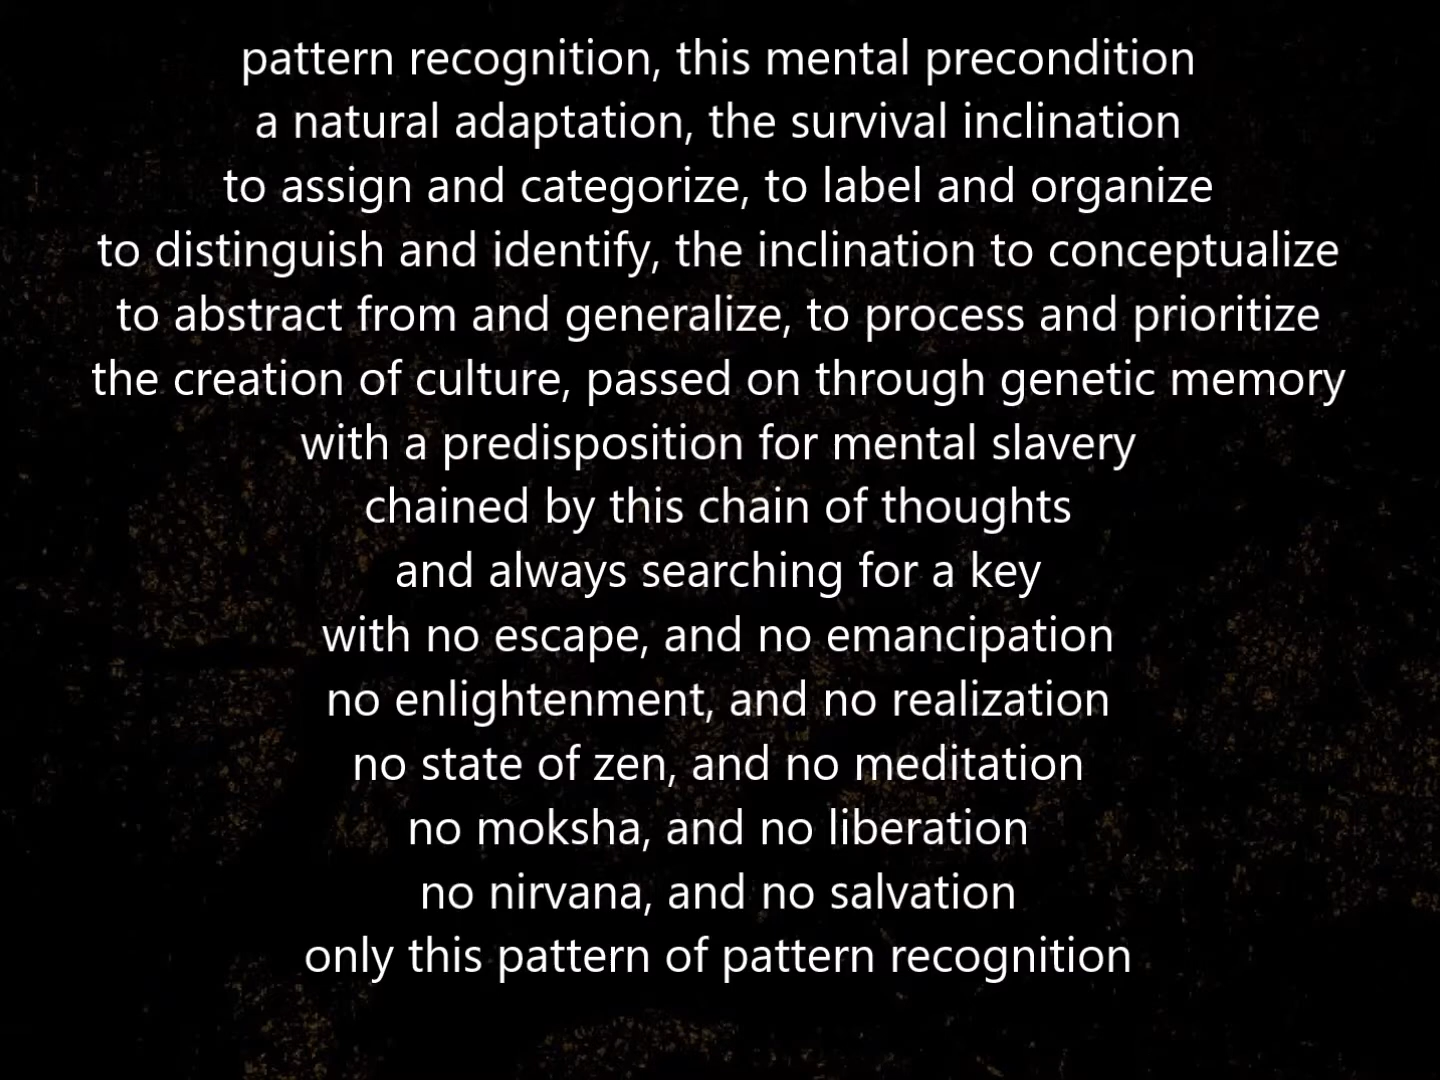 pattern recognition, this mental precondition
a natural adaptation, the survival inclination
to assign and categorize, to label and organize
to distinguish and identify, the inclination to conceptualize
to abstract from and generalize, to process and prioritize
the creation of culture, passed on through genetic memory
with a predisposition for mental slavery
chained by this chain of thoughts
and always searching for a key
with no escape, and no emancipation
no enlightenment, and no realization
no state of zen, and no meditation
no moksha, and no liberation
no nirvana, and no salvation
only this pattern of pattern recognition